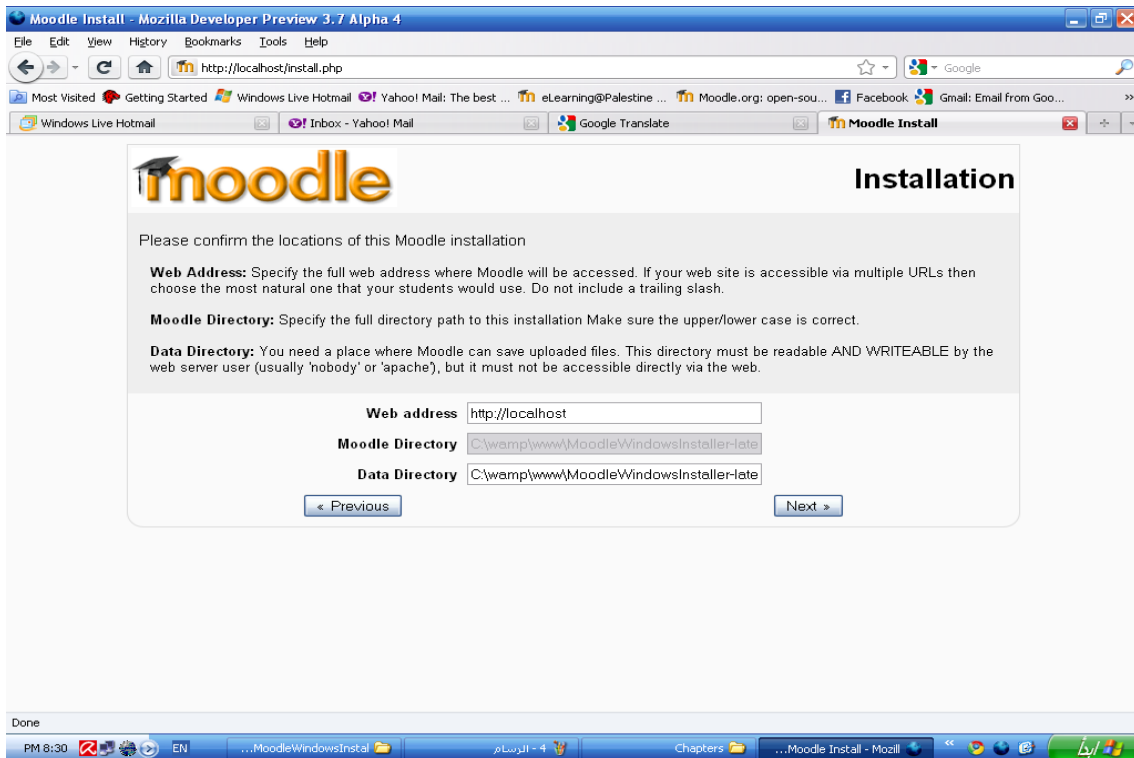 Moodle Install - Mozilla Developer Preview 3.7 Alpha 4
File Edit View History Bookmarks Tools Help
http://localhost/install.php
Google
Most Visited Getting Started Windows Live Hotmail Yahoo! Mail: The best ... eLearning@Palestine ... Moodle.org: open-sou... Facebook Gmail: Email from Goo... »
Windows Live Hotmail Inbox - Yahoo! Mail Google Translate Moodle Install
moodle Installation
Please confirm the locations of this Moodle installation
Web Address: Specify the full web address where Moodle will be accessed. If your web site is accessible via multiple URLs then
choose the most natural one that your students would use. Do not include a trailing slash.
Moodle Directory: Specify the full directory path to this installation Make sure the upper/lower case is correct.
Data Directory: You need a place where Moodle can save uploaded files. This directory must be readable AND WRITEABLE by the
web server user (usually 'nobody' or 'apache'), but it must not be accessible directly via the web.
Web address http://localhost
Moodle Directory C:\wamp\www\MoodleWindowsInstaller-late
Data Directory C:\wamp\www\MoodleWindowsInstaller-late
« Previous Next »
Done
PM 8:30 EN ...MoodleWindowsInstal 4 - الرسام Chapters ...Moodle Install - Mozill « ابدأ